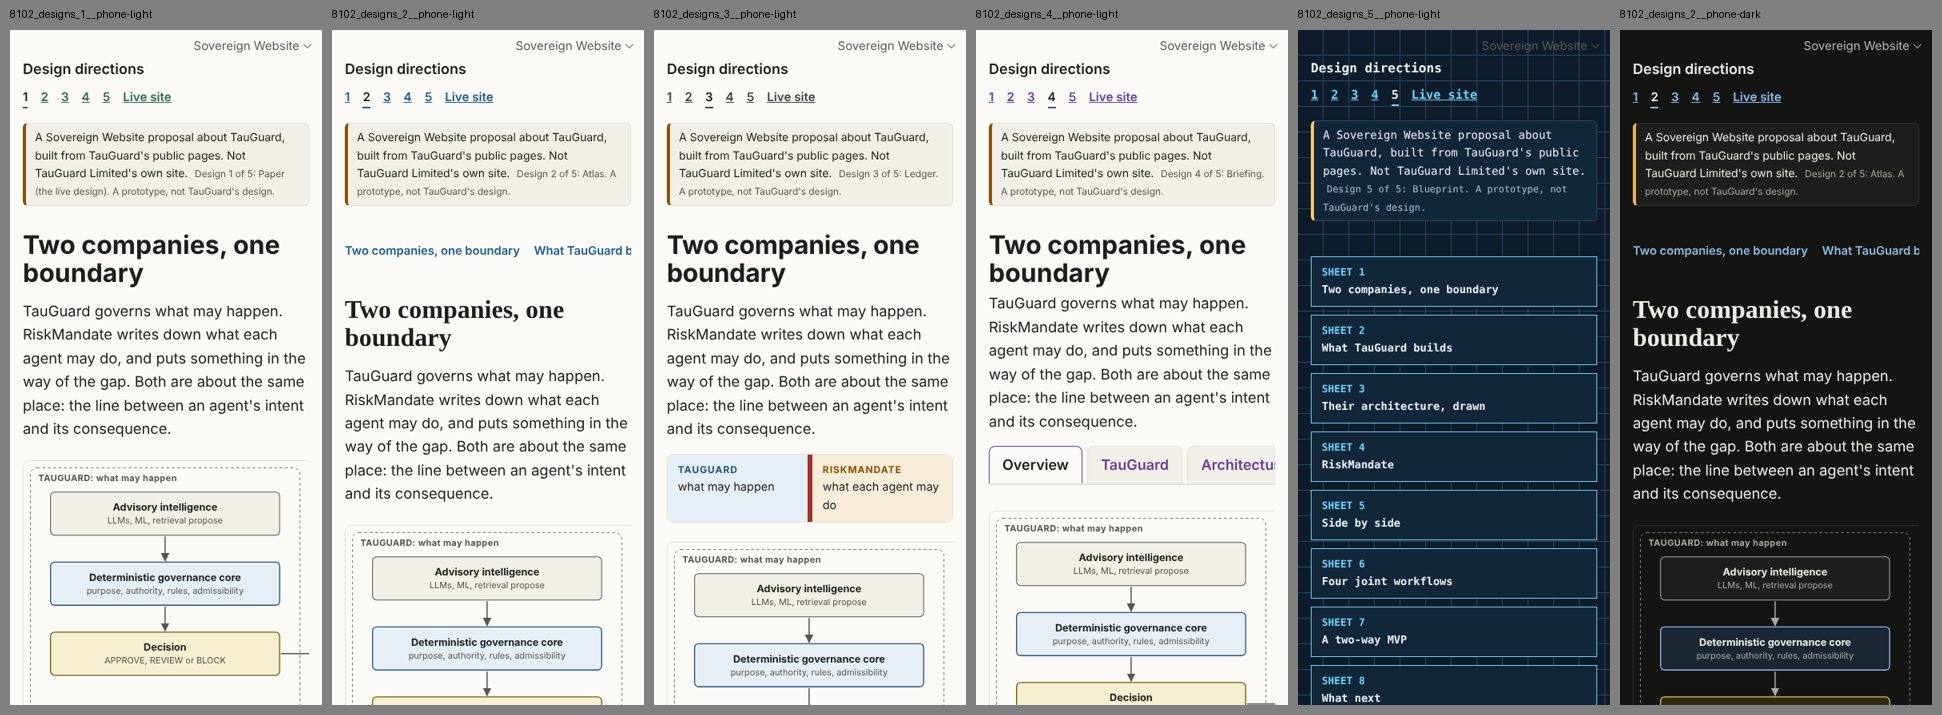 8102_designs_1__phone-light
Sovereign Website
Design directions
1 2 3 4 5 Live site
A Sovereign Website proposal about TauGuard,
built from TauGuard's public pages. Not
TauGuard Limited's own site. Design 1 of 5: Paper
(the live design). A prototype, not TauGuard's design.
Two companies, one
boundary
TauGuard governs what may happen.
RiskMandate writes down what each
agent may do, and puts something in the
way of the gap. Both are about the same
place: the line between an agent's intent
and its consequence.
TAUGUARD: what may happen
Advisory intelligence
LLMs, ML, retrieval propose
Deterministic governance core
purpose, authority, rules, admissibility
Decision
APPROVE, REVIEW or BLOCK
8102_designs_2__phone-light
Sovereign Website
Design directions
1 2 3 4 5 Live site
A Sovereign Website proposal about TauGuard,
built from TauGuard's public pages. Not
TauGuard Limited's own site. Design 2 of 5: Atlas. A
prototype, not TauGuard's design.
Two companies, one boundary What TauGuard b
Two companies, one
boundary
TauGuard governs what may happen.
RiskMandate writes down what each
agent may do, and puts something in the
way of the gap. Both are about the same
place: the line between an agent's intent
and its consequence.
TAUGUARD: what may happen
Advisory intelligence
LLMs, ML, retrieval propose
Deterministic governance core
purpose, authority, rules, admissibility
8102_designs_3__phone-light
Sovereign Website
Design directions
1 2 3 4 5 Live site
A Sovereign Website proposal about TauGuard,
built from TauGuard's public pages. Not
TauGuard Limited's own site. Design 3 of 5: Ledger.
A prototype, not TauGuard's design.
Two companies, one
boundary
TauGuard governs what may happen.
RiskMandate writes down what each
agent may do, and puts something in the
way of the gap. Both are about the same
place: the line between an agent's intent
and its consequence.
TAUGUARD
what may happen
RISKMANDATE
what each agent may
do
TAUGUARD: what may happen
Advisory intelligence
LLMs, ML, retrieval propose
Deterministic governance core
purpose, authority, rules, admissibility
8102_designs_4__phone-light
Sovereign Website
Design directions
1 2 3 4 5 Live site
A Sovereign Website proposal about TauGuard,
built from TauGuard's public pages. Not
TauGuard Limited's own site. Design 4 of 5: Briefing.
A prototype, not TauGuard's design.
Two companies, one
boundary
TauGuard governs what may happen.
RiskMandate writes down what each
agent may do, and puts something in the
way of the gap. Both are about the same
place: the line between an agent's intent
and its consequence.
Overview TauGuard Architectu
TAUGUARD: what may happen
Advisory intelligence
LLMs, ML, retrieval propose
Deterministic governance core
purpose, authority, rules, admissibility
Decision
8102_designs_5__phone-light
Sovereign Website
Design directions
1 2 3 4 5 Live site
A Sovereign Website proposal about
TauGuard, built from TauGuard's public
pages. Not TauGuard Limited's own site.
Design 5 of 5: Blueprint. A prototype, not
TauGuard's design.
SHEET 1
Two companies, one boundary
SHEET 2
What TauGuard builds
SHEET 3
Their architecture, drawn
SHEET 4
RiskMandate
SHEET 5
Side by side
SHEET 6
Four joint workflows
SHEET 7
A two-way MVP
SHEET 8
What next
8102_designs_2__phone-dark
Sovereign Website
Design directions
1 2 3 4 5 Live site
A Sovereign Website proposal about TauGuard,
built from TauGuard's public pages. Not
TauGuard Limited's own site. Design 2 of 5: Atlas. A
prototype, not TauGuard's design.
Two companies, one boundary What TauGuard b
Two companies, one
boundary
TauGuard governs what may happen.
RiskMandate writes down what each
agent may do, and puts something in the
way of the gap. Both are about the same
place: the line between an agent's intent
and its consequence.
TAUGUARD: what may happen
Advisory intelligence
LLMs, ML, retrieval propose
Deterministic governance core
purpose, authority, rules, admissibility